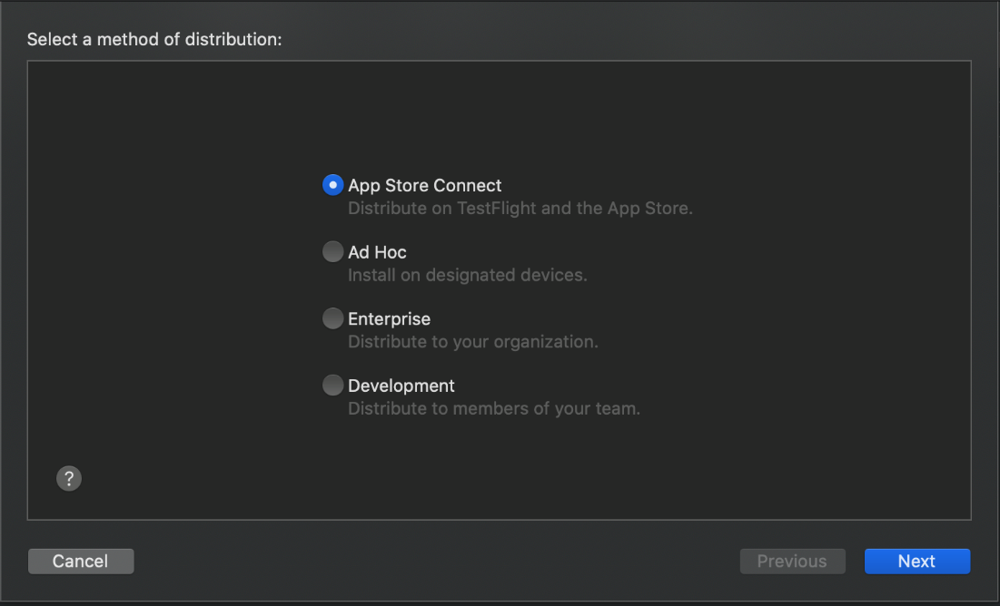 Select a method of distribution:
App Store Connect
Distribute on TestFlight and the App Store.
Ad Hoc
Install on designated devices.
Enterprise
Distribute to your organization.
Development
Distribute to members of your team.
?
Cancel
Previous
Next